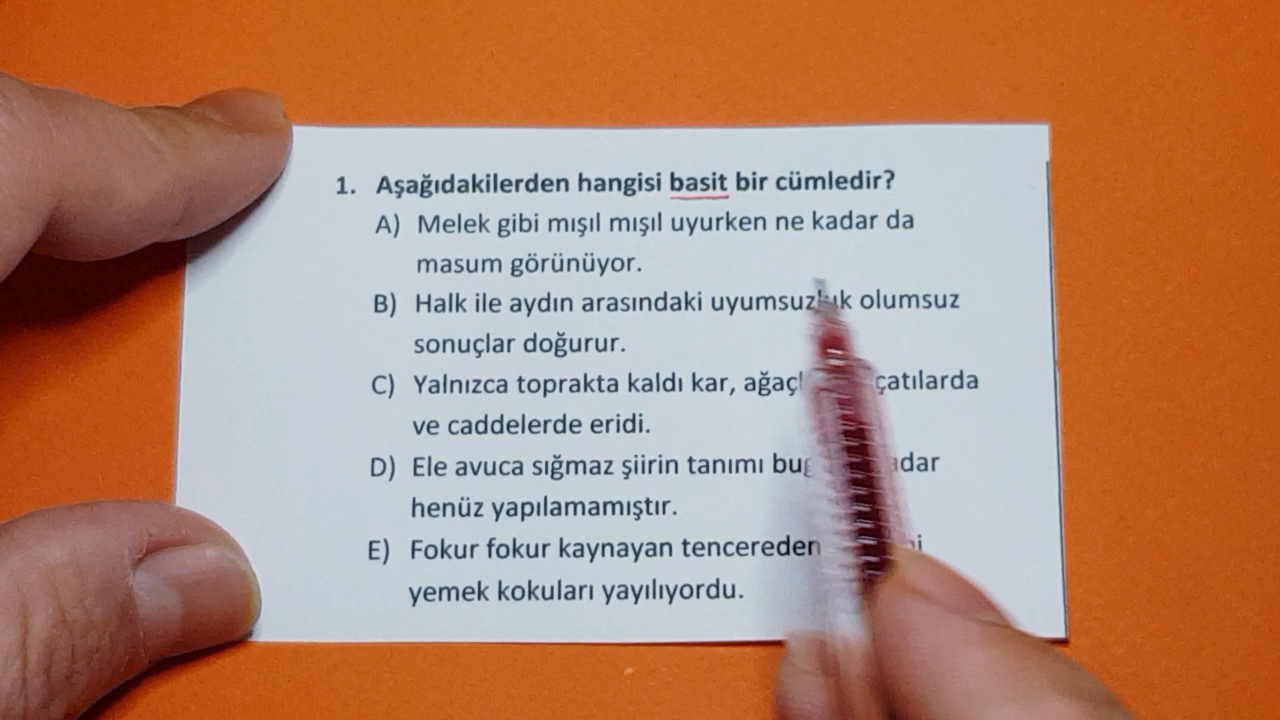 1. Aşağıdakilerden hangisi basit bir cümledir?
A) Melek gibi mışıl mışıl uyurken ne kadar da
masum görünüyor.
B) Halk ile aydın arasındaki uyumsuzluk olumsuz
sonuçlar doğurur.
C) Yalnızca toprakta kaldı kar, çatılarda
ve caddelerde eridi.
D) Ele avuca sığmaz şiirin tanımı
henüz yapılamamıştır.
E) Fokur fokur kaynayan tencereden
yemek kokuları yayılıyordu.